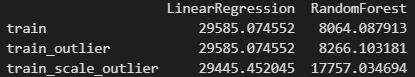 LinearRegression RandomForest
train 29585.074552 8064.087913
train_outlier 29585.074552 8266.103181
train_scale_outlier 29445.452045 17757.034694